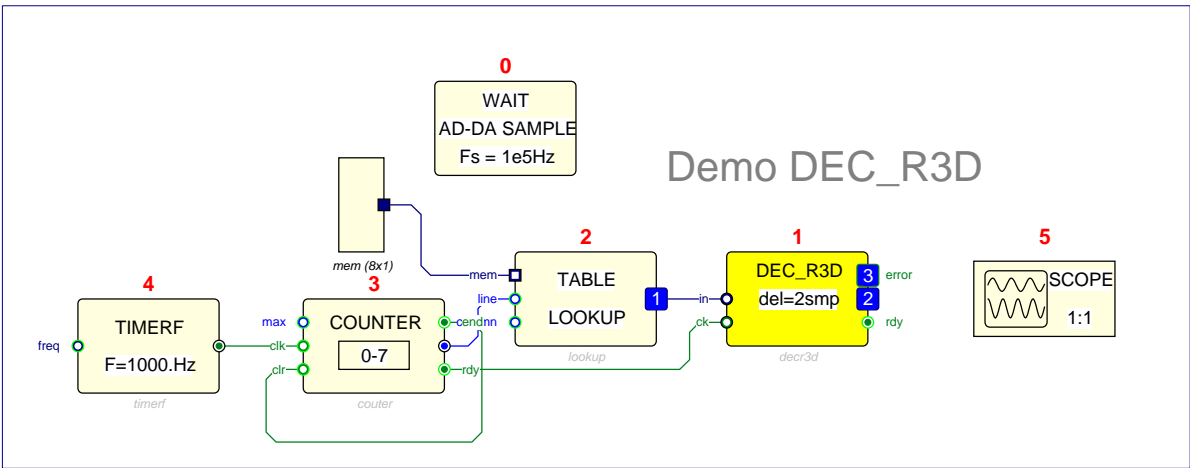 0
WAIT
AD-DA SAMPLE
Fs = 1e5Hz
Demo DEC_R3D
mem (8x1)
4
TIMERF
F=1000.Hz
freq
timerf
3
COUNTER
0-7
max
clk
clr
cend
rdy
couter
2
TABLE
LOOKUP
mem
line
1
lookup
1
DEC_R3D
del=2smp
in
ck
3
error
2
rdy
decr3d
5
SCOPE
1:1